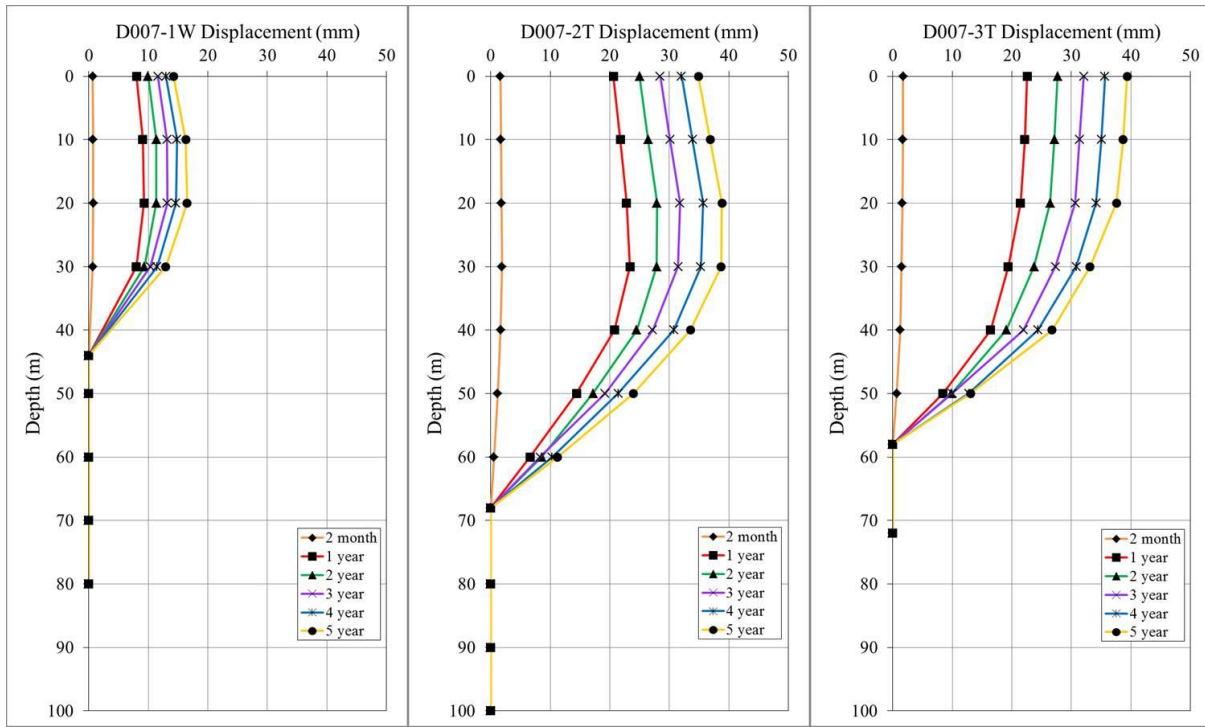 D007-1W Displacement (mm)
0 10 20 30 40 50
0
10
20
30
40
50
60
70
80
90
100
Depth (m)
2 month
1 year
2 year
3 year
4 year
5 year
D007-2T Displacement (mm)
0 10 20 30 40 50
0
10
20
30
40
50
60
70
80
90
100
Depth (m)
2 month
1 year
2 year
3 year
4 year
5 year
D007-3T Displacement (mm)
0 10 20 30 40 50
0
10
20
30
40
50
60
70
80
90
100
Depth (m)
2 month
1 year
2 year
3 year
4 year
5 year